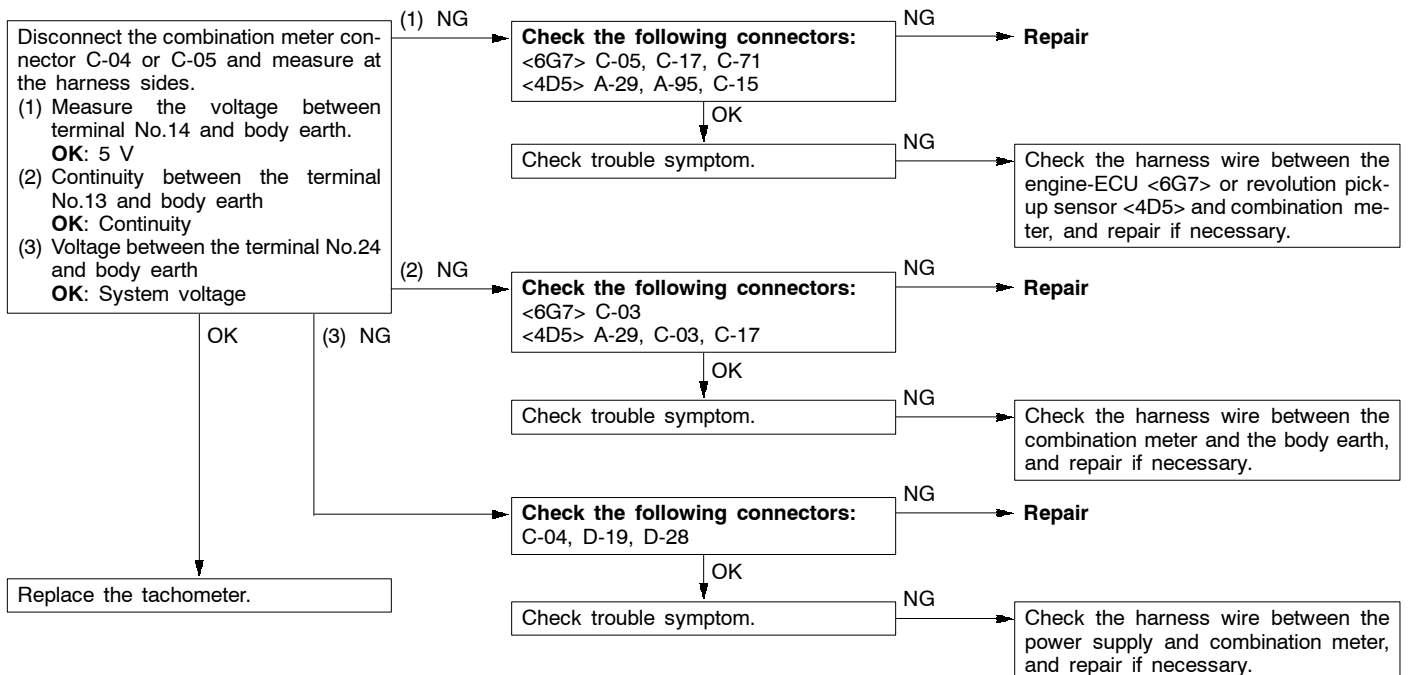 Disconnect the combination meter con-
nector C-04 or C-05 and measure at
the harness sides.
(1) Measure the voltage between
terminal No.14 and body earth.
OK: 5 V
(2) Continuity between the terminal
No.13 and body earth
OK: Continuity
(3) Voltage between the terminal No.24
and body earth
OK: System voltage
(1) NG
Check the following connectors:
<6G7> C-05, C-17, C-71
<4D5> A-29, A-95, C-15
NG
Repair
OK
Check trouble symptom.
NG
Check the harness wire between the
engine-ECU <6G7> or revolution pick-
up sensor <4D5> and combination me-
ter, and repair if necessary.
(2) NG
Check the following connectors:
<6G7> C-03
<4D5> A-29, C-03, C-17
NG
Repair
OK
Check trouble symptom.
NG
Check the harness wire between the
combination meter and the body earth,
and repair if necessary.
OK
(3) NG
Check the following connectors:
C-04, D-19, D-28
NG
Repair
OK
Check trouble symptom.
NG
Check the harness wire between the
power supply and combination meter,
and repair if necessary.
Replace the tachometer.